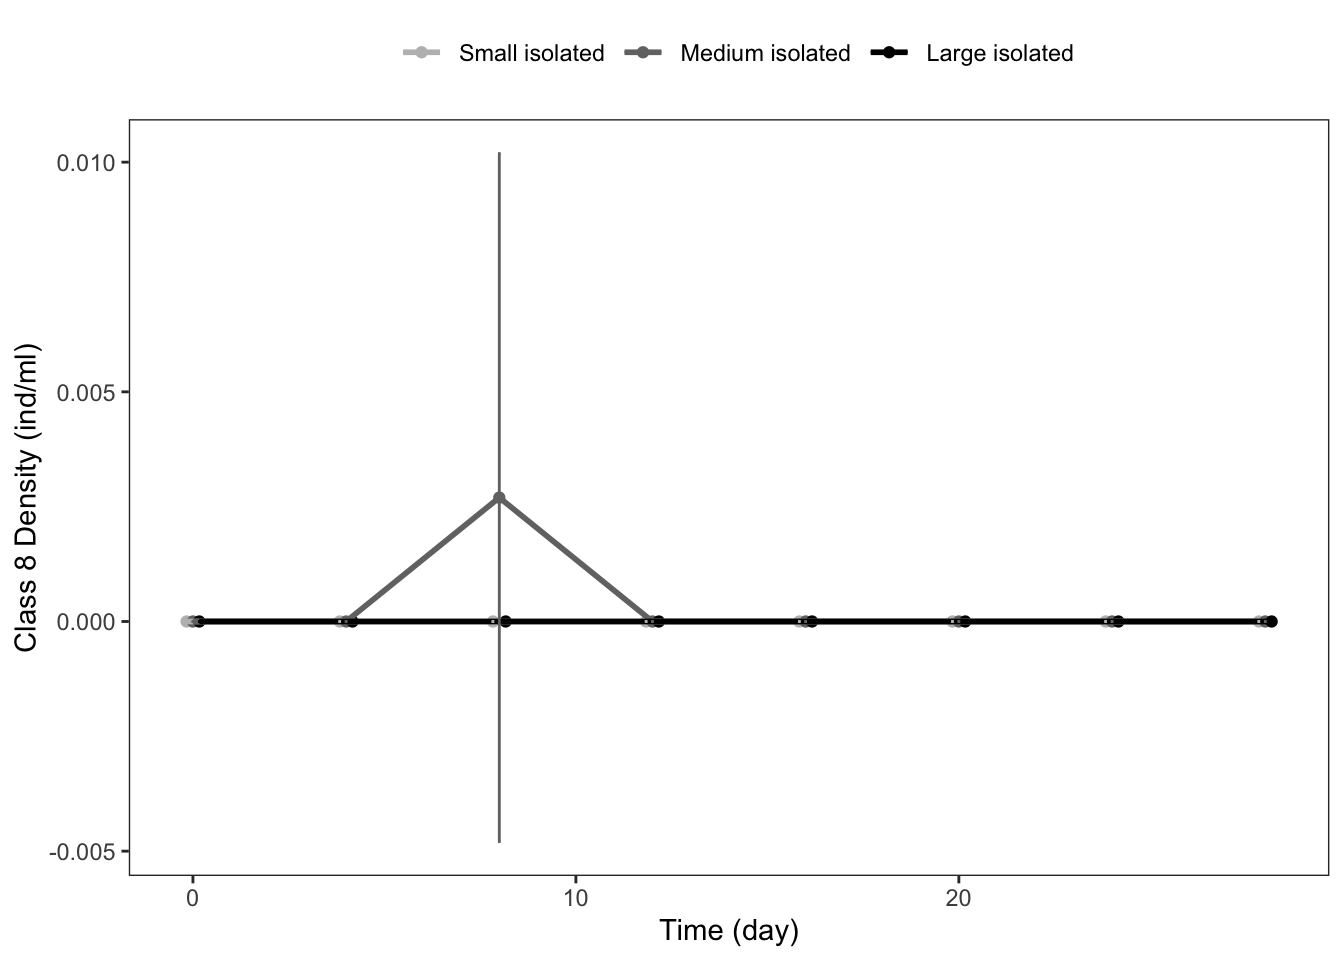 Small isolated Medium isolated Large isolated
0.010
0.005
0.000
-0.005
Class 8 Density (ind/ml)
0 10 20
Time (day)